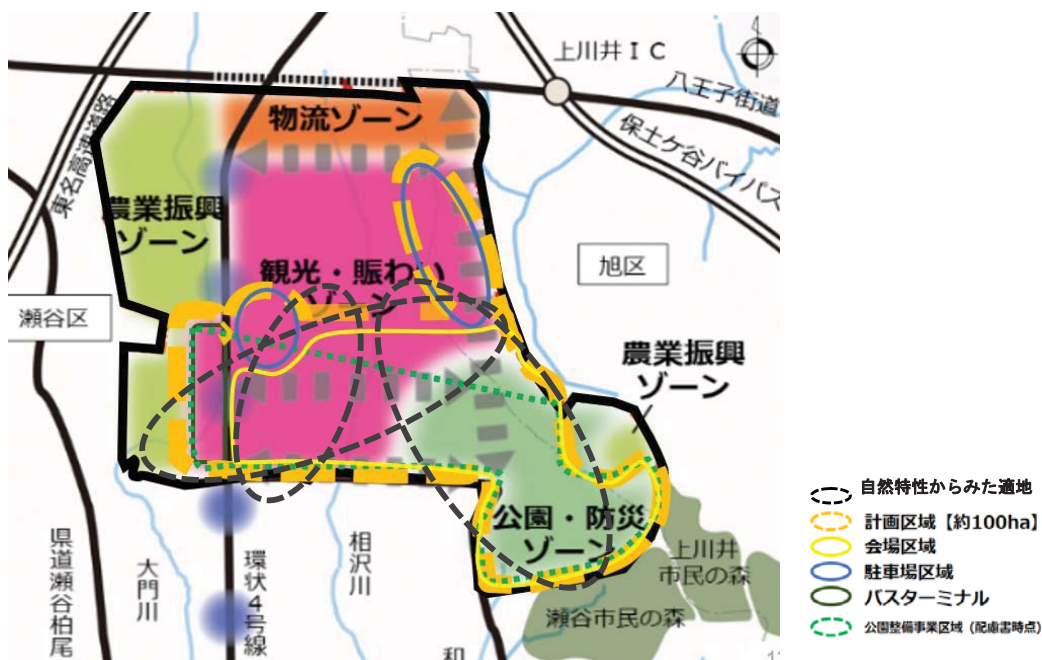 上川井ＩＣ
八王子街道
保土ケ谷バイパス
東名高速道路
物流ゾーン
農業振興
ゾーン
観光・賑わい
ゾーン
旭区
瀬谷区
農業振興
ゾーン
公園・防災
ゾーン
上川井
市民の森
瀬谷市民の森
県道瀬谷柏尾
大門川
環状4号線
相沢川
和
自然特性からみた適地
計画区域【約100ha】
会場区域
駐車場区域
バスターミナル
公園整備事業区域（配慮書時点）